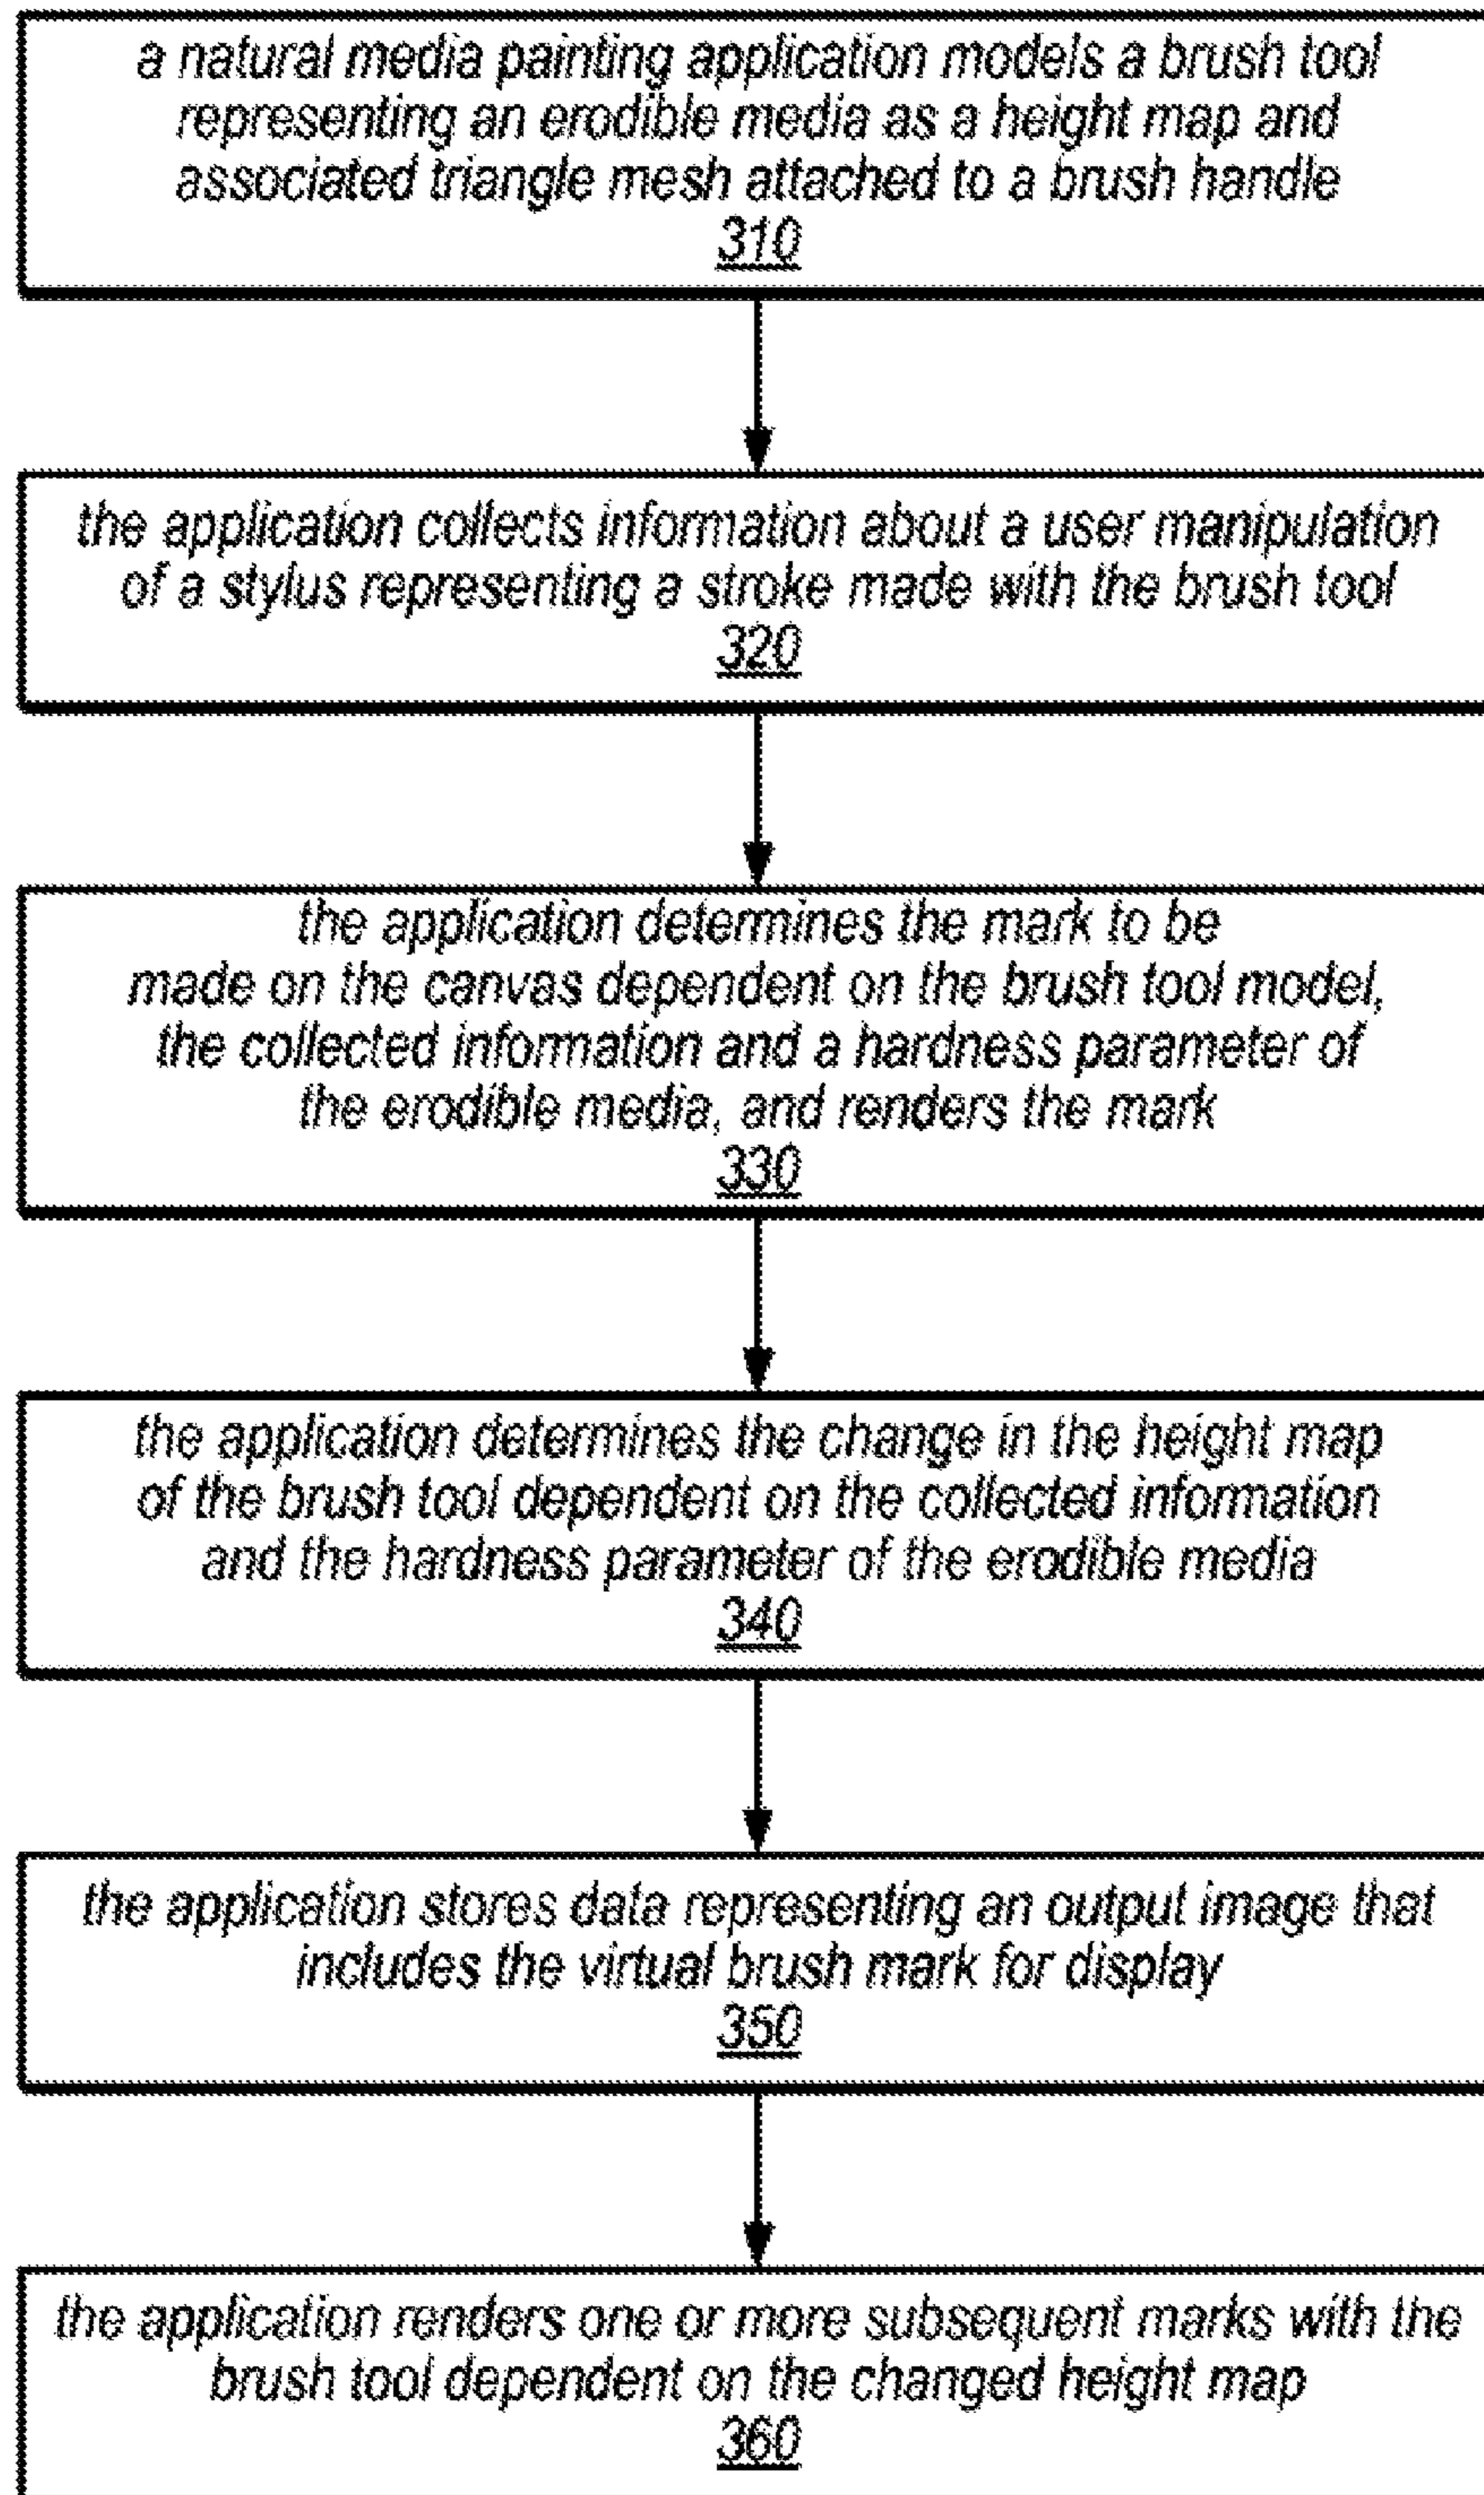 a natural media painting application models a brush tool
representing an erodible media as a height map and
associated triangle mesh attached to a brush handle
310
the application collects information about a user manipulation
of a stylus representing a stroke made with the brush tool
320
the application determines the mark to be
made on the canvas dependent on the brush tool model,
the collected information and a hardness parameter of
the erodible media, and renders the mark
330
the application determines the change in the height map
of the brush tool dependent on the collected information
and the hardness parameter of the erodible media
340
the application stores data representing an output image that
includes the virtual brush mark for display
350
the application renders one or more subsequent marks with the
brush tool dependent on the changed height map
360